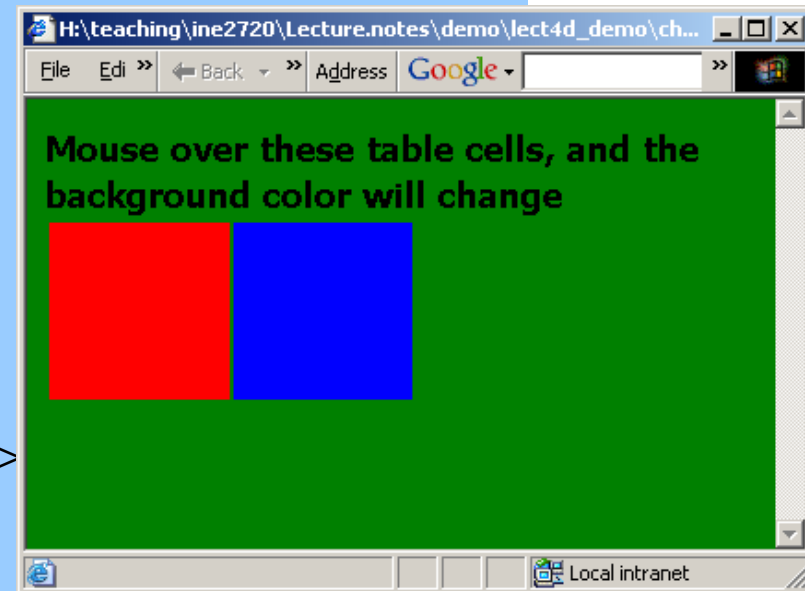 H:\teaching\ine2720\Lecture.notes\demo\lect4d_demo\ch...
File Edi » Back » Address Google »
Mouse over these table cells, and the
background color will change
>
Local intranet